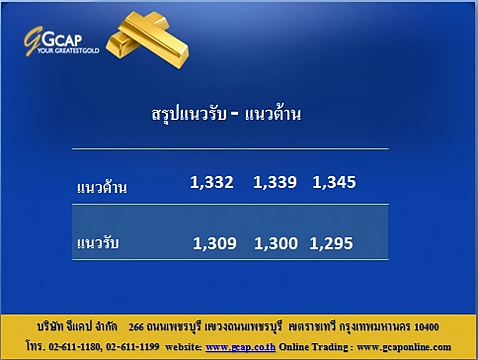 GCAP
YOUR GREATESTGOLD
สรุปแนวรับ - แนวต้าน
แนวต้าน 1,332 1,339 1,345
แนวรับ 1,309 1,300 1,295
บริษัท จีแคป จำกัด 266 ถนนเพชรบุรี แขวงถนนเพชรบุรี เขตราชเทวี กรุงเทพมหานคร 10400
โทร. 02-611-1180, 02-611-1199 website: www.gcap.co.th Online Trading : www.gcaponline.com